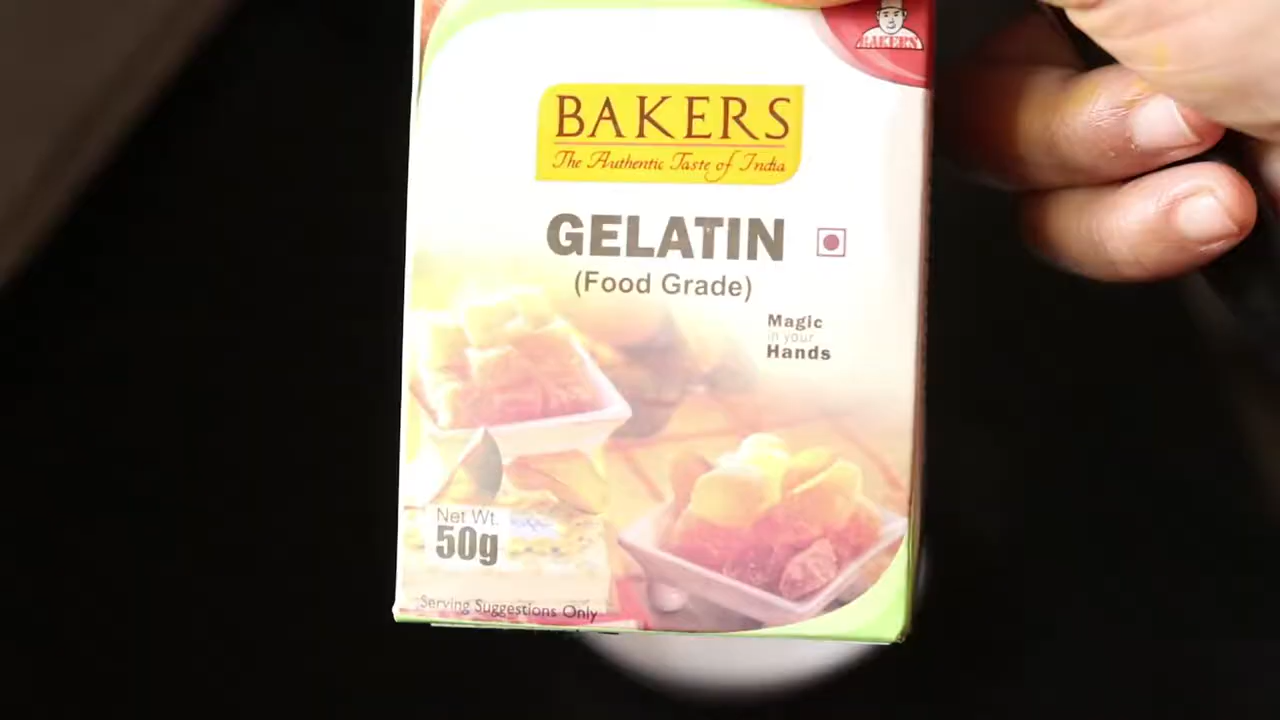 BAKERS
BAKERS
The Authentic Taste of India
GELATIN
(Food Grade)
Magic
in your
Hands
Net Wt.
50g
Serving Suggestions Only